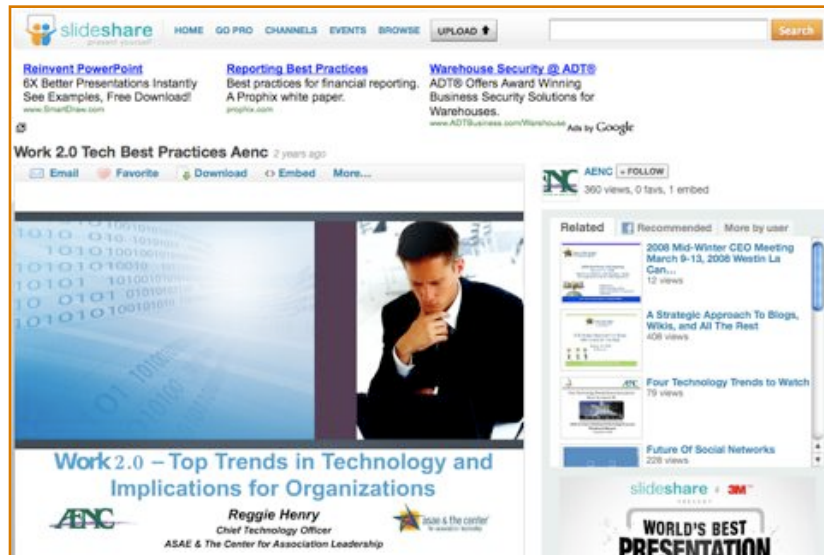 slideshare
present yourself
HOME GO PRO CHANNELS EVENTS BROWSE UPLOAD
Search
Reinvent PowerPoint
6X Better Presentations Instantly
See Examples, Free Download!
www.SmartDraw.com
Reporting Best Practices
Best practices for financial reporting.
A Prophix white paper.
prophix.com
Warehouse Security @ ADT®
ADT® Offers Award Winning
Business Security Solutions for
Warehouses.
www.ADTBusiness.com/Warehouse
Ads by Google
Work 2.0 Tech Best Practices Aenc 2 years ago
Email Favorite Download Embed More...
AENC + FOLLOW
360 views, 0 favs, 1 embed
Work 2.0 – Top Trends in Technology and
Implications for Organizations
AENC
Reggie Henry
Chief Technology Officer
ASAE & The Center for Association Leadership
asae & the center
Related Recommended More by user
2008 Mid-Winter CEO Meeting
March 9-13, 2008 Westin La
Can...
12 views
A Strategic Approach To Blogs,
Wikis, and All The Rest
408 views
Four Technology Trends to Watch
79 views
Future Of Social Networks
228 views
slideshare + 3M
PRESENT
WORLD'S BEST
PRESENTATION